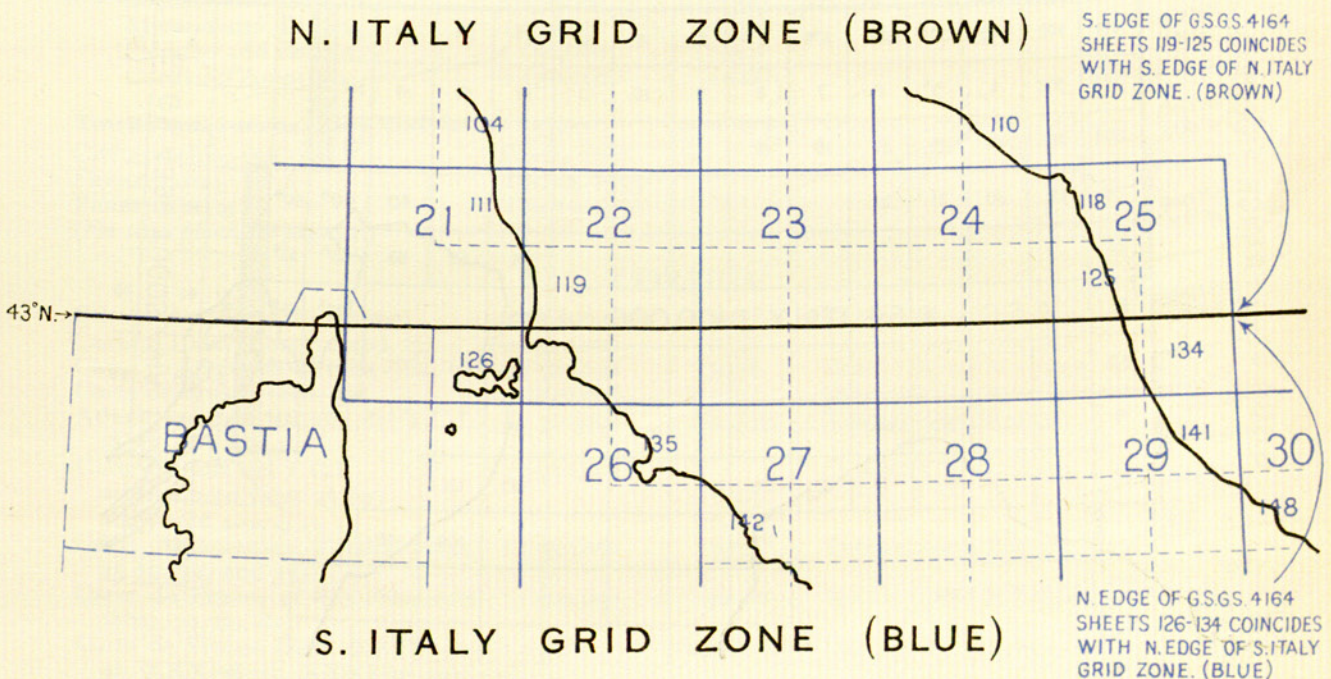 N. ITALY GRID ZONE (BROWN)
S. EDGE OF G.S.G.S. 4164
SHEETS 119-125 COINCIDES
WITH S. EDGE OF N. ITALY
GRID ZONE. (BROWN)
104
110
111
118
21
22
23
24
25
119
125
43°N.→
126
134
BASTIA
135
141
26
27
28
29
30
142
148
S. ITALY GRID ZONE (BLUE)
N. EDGE OF G.S.G.S. 4164
SHEETS 126-134 COINCIDES
WITH N. EDGE OF S. ITALY
GRID ZONE. (BLUE)